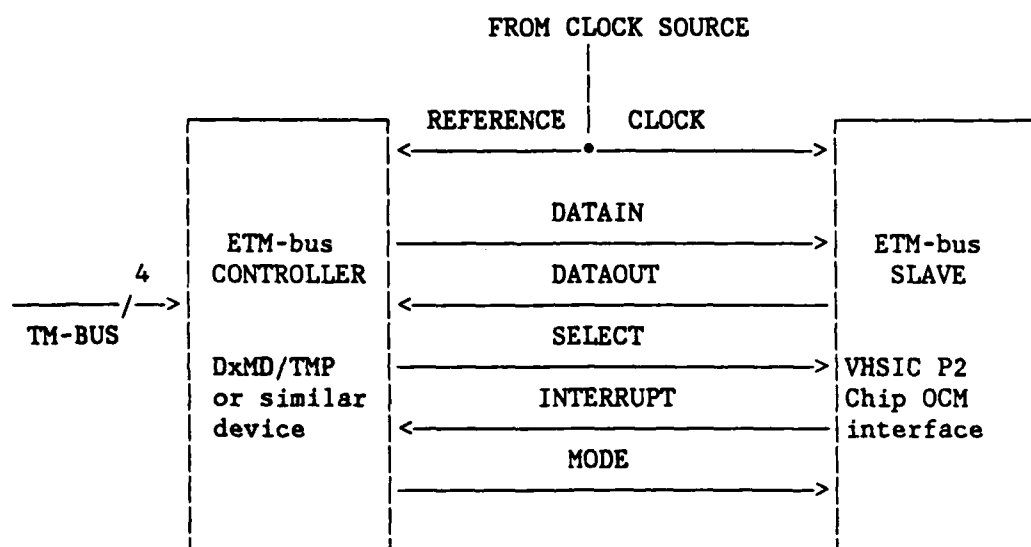 FROM CLOCK SOURCE
REFERENCE CLOCK
DATAIN
ETM-bus
CONTROLLER
ETM-bus
SLAVE
4
DATAOUT
TM-BUS
SELECT
DxMD/TMP
or similar
device
VHSIC P2
Chip OCM
interface
INTERRUPT
MODE